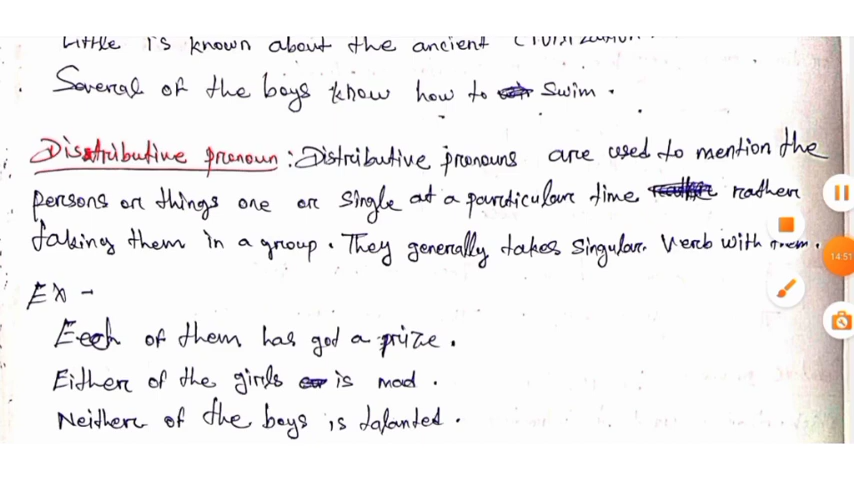 Little is known about the ancient
Several of the boys know how to swim.
Distributive pronoun : Distributive pronouns are used to mention the
persons or things one or single at a particular time rather
taking them in a group. They generally takes singular verb with them.
Ex -
Each of them has got a prize.
Either of the girls is mad.
Neither of the boys is talanted.
14:51